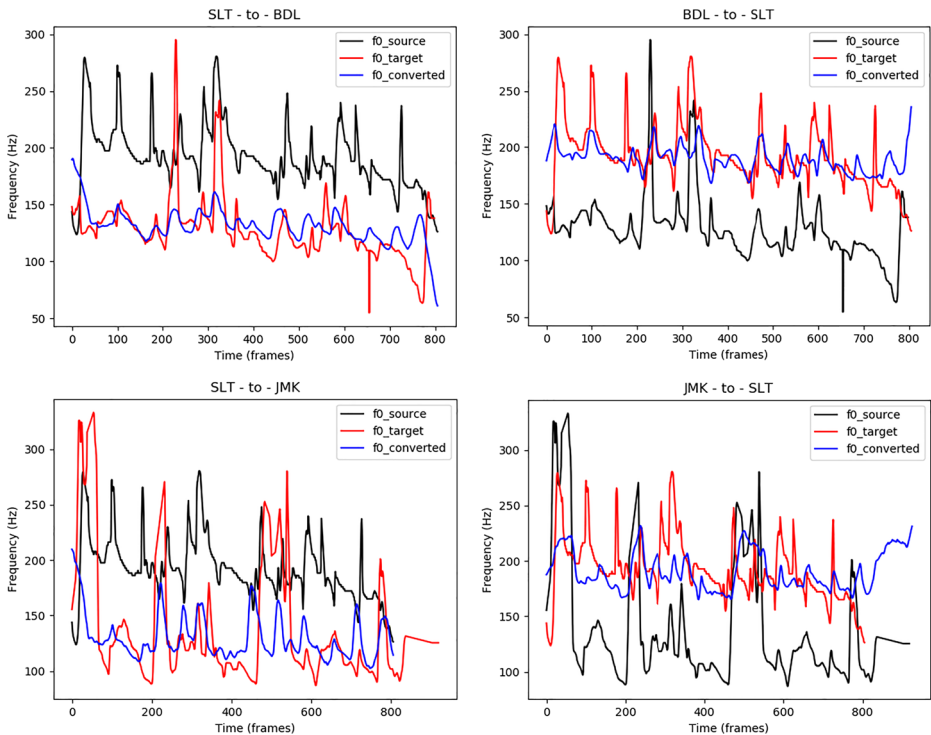 SLT - to - BDL
300
250
200
150
100
50
Frequency (Hz)
f0_source
f0_target
f0_converted
0 100 200 300 400 500 600 700 800
Time (frames)
BDL - to - SLT
300
250
200
150
100
50
Frequency (Hz)
f0_source
f0_target
f0_converted
0 100 200 300 400 500 600 700 800
Time (frames)
SLT - to - JMK
300
250
200
150
100
Frequency (Hz)
f0_source
f0_target
f0_converted
0 200 400 600 800
Time (frames)
JMK - to - SLT
300
250
200
150
100
Frequency (Hz)
f0_source
f0_target
f0_converted
0 200 400 600 800
Time (frames)